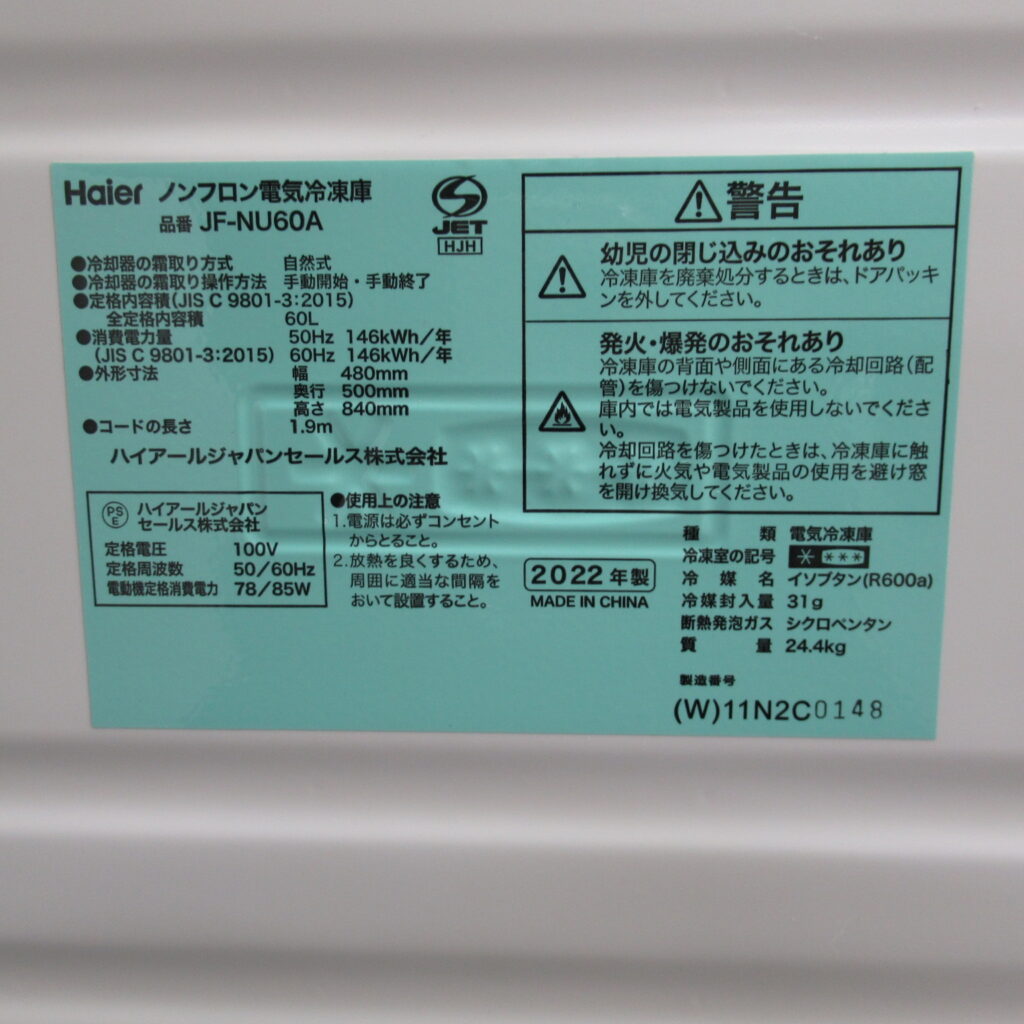 Haier ノンフロン電気冷凍庫
品番 JF-NU60A
JET
HJH
●冷却器の霜取り方式 自然式
●冷却器の霜取り操作方法 手動開始・手動終了
●定格内容積(JIS C 9801-3:2015)
全定格内容積 60L
●消費電力量 50Hz 146kWh/年
(JIS C 9801-3:2015) 60Hz 146kWh/年
●外形寸法 幅 480mm
奥行 500mm
高さ 840mm
●コードの長さ 1.9m
ハイアールジャパンセールス株式会社
PSE ハイアールジャパン
セールス株式会社
定格電圧 100V
定格周波数 50/60Hz
電動機定格消費電力 78/85W
●使用上の注意
1.電源は必ずコンセント
からとること。
2.放熱を良くするため、
周囲に適当な間隔を
おいて設置すること。
警告
幼児の閉じ込みのおそれあり
冷凍庫を廃棄処分するときは、ドアパッキ
ンを外してください。
発火・爆発のおそれあり
冷凍庫の背面や側面にある冷却回路(配
管)を傷つけないでください。
庫内では電気製品を使用しないでくださ
い。
冷却回路を傷つけたときは、冷凍庫に触
れずに火気や電気製品の使用を避け窓
を開け換気してください。
2022年製
MADE IN CHINA
種類 電気冷凍庫
冷凍室の記号 * ***
冷媒名 イソブタン(R600a)
冷媒封入量 31g
断熱発泡ガス シクロペンタン
質量 24.4kg
製造番号
(W)11N2C0148